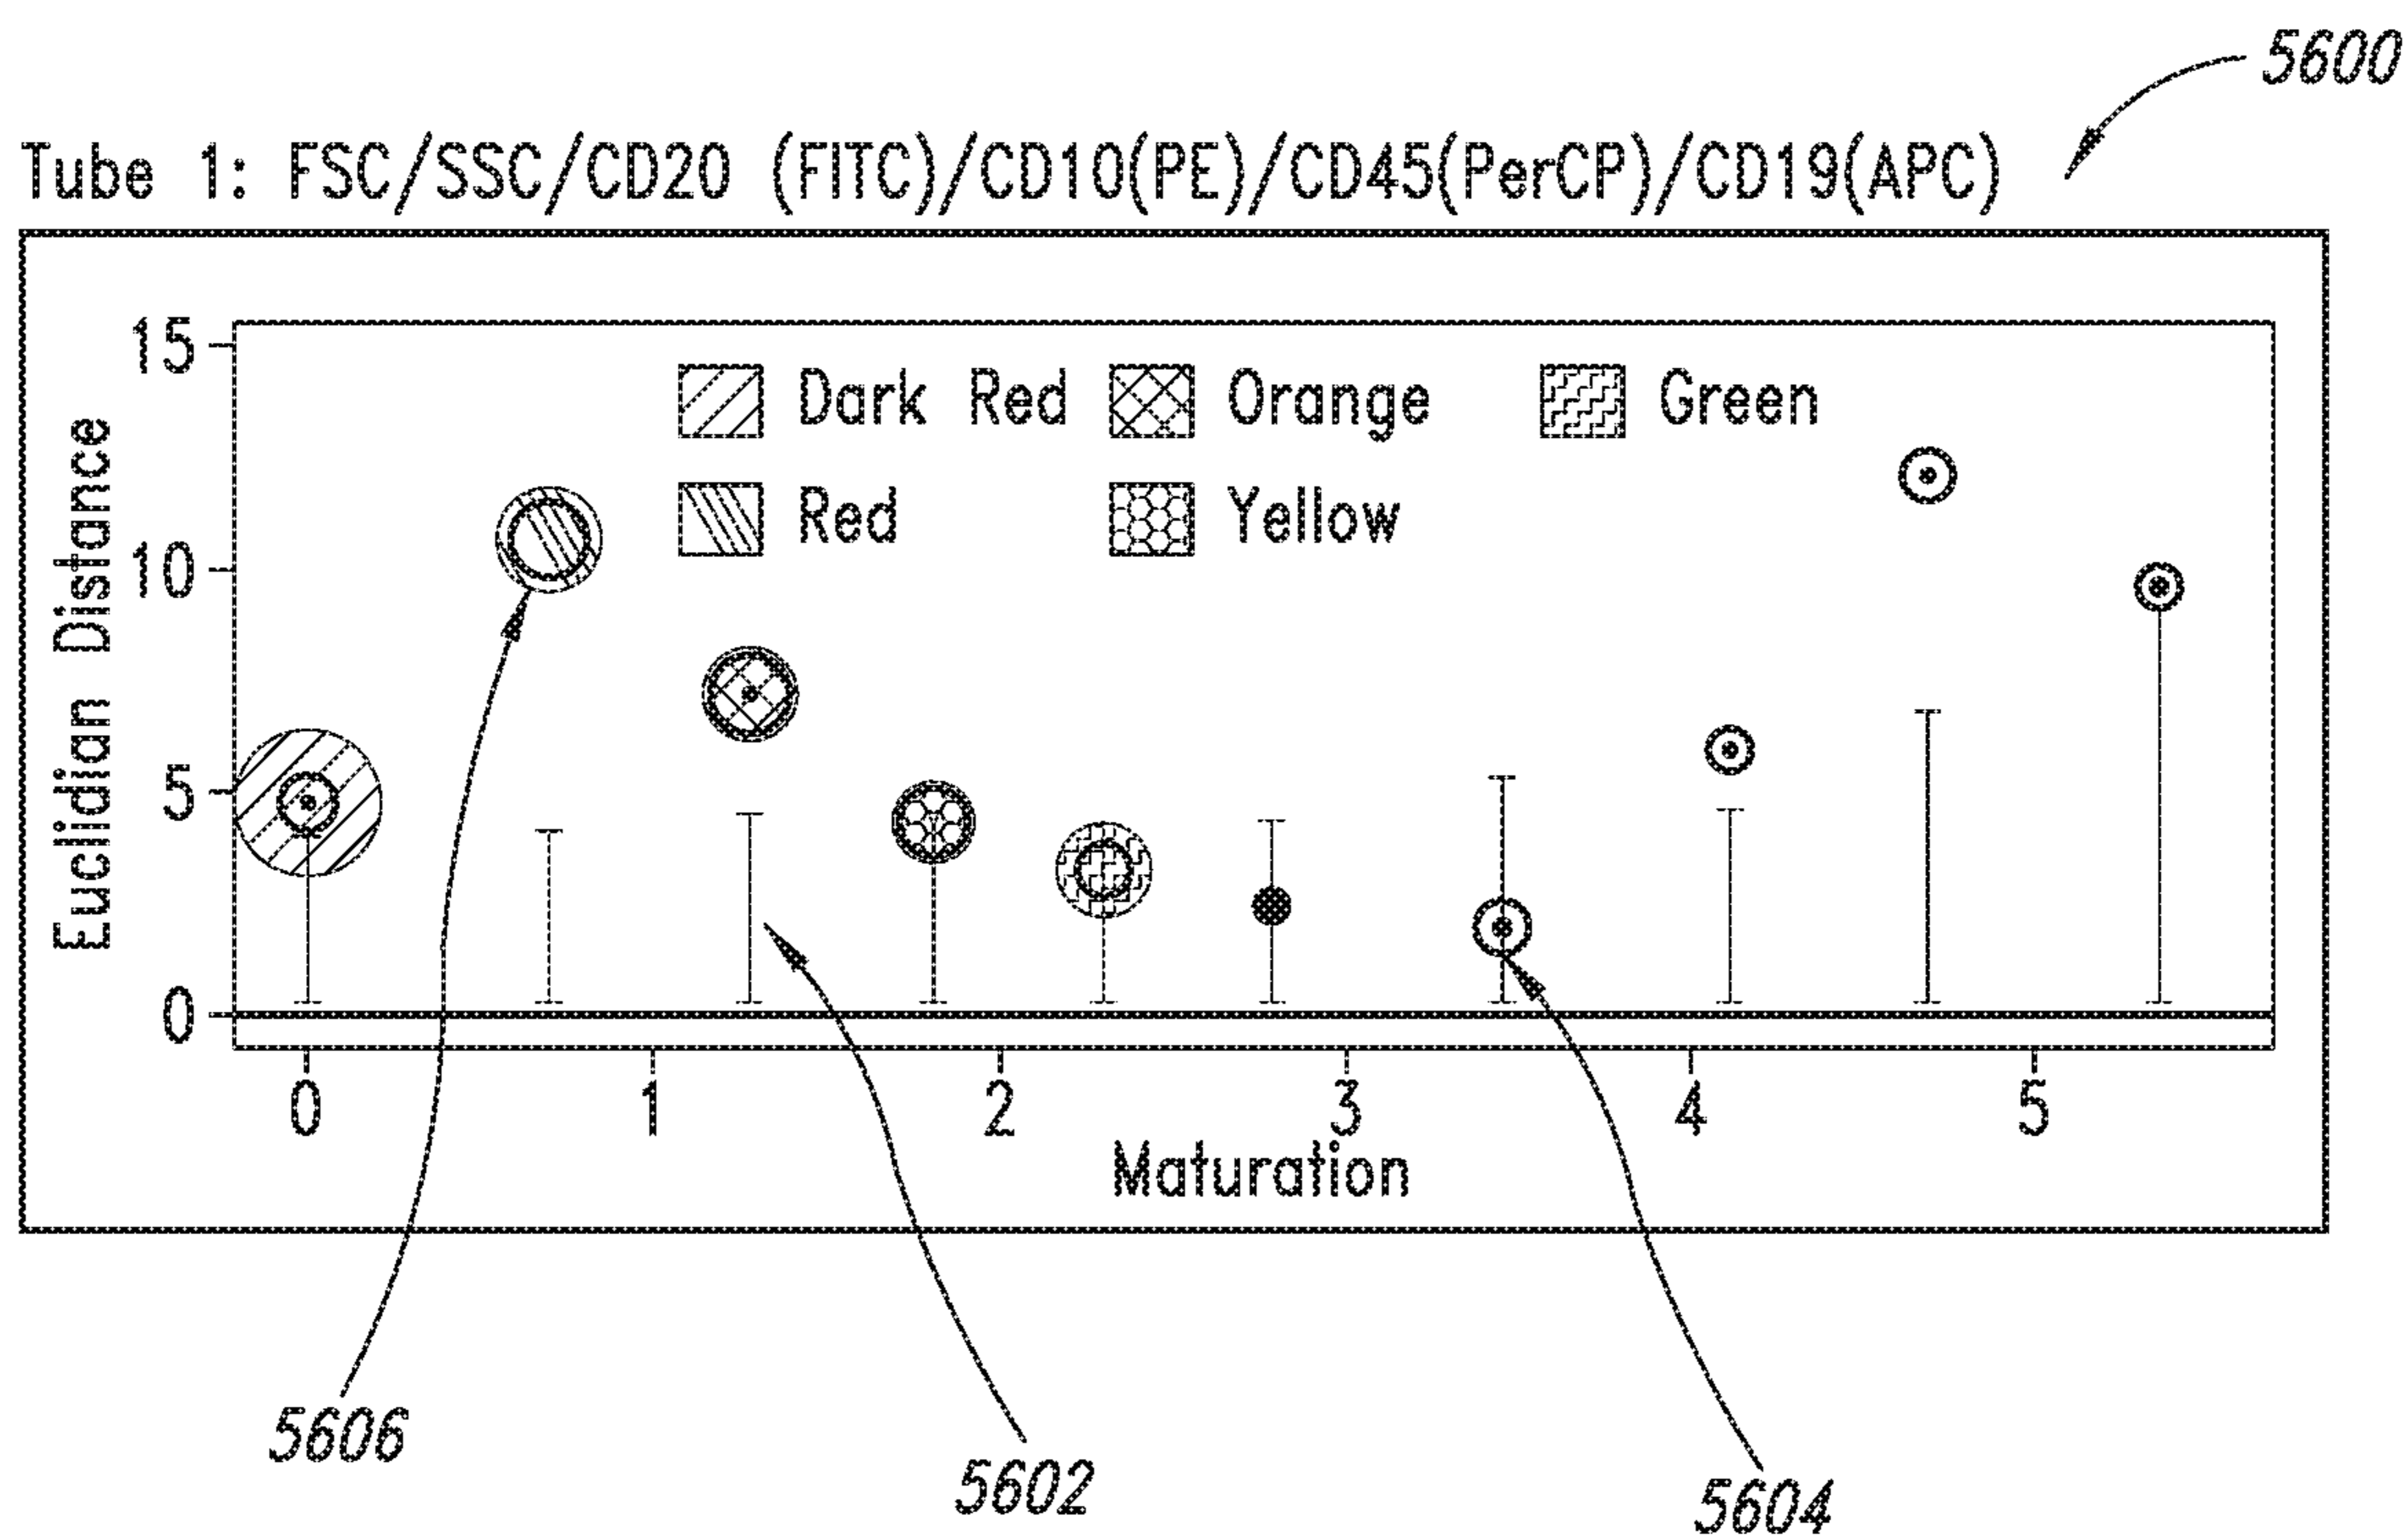 5600
Tube 1: FSC/SSC/CD20 (FITC)/CD10(PE)/CD45(PerCP)/CD19(APC)
15
10
5
0
Euclidian Distance
Dark Red
Orange
Green
Red
Yellow
0 1 2 3 4 5
Maturation
5606
5602
5604